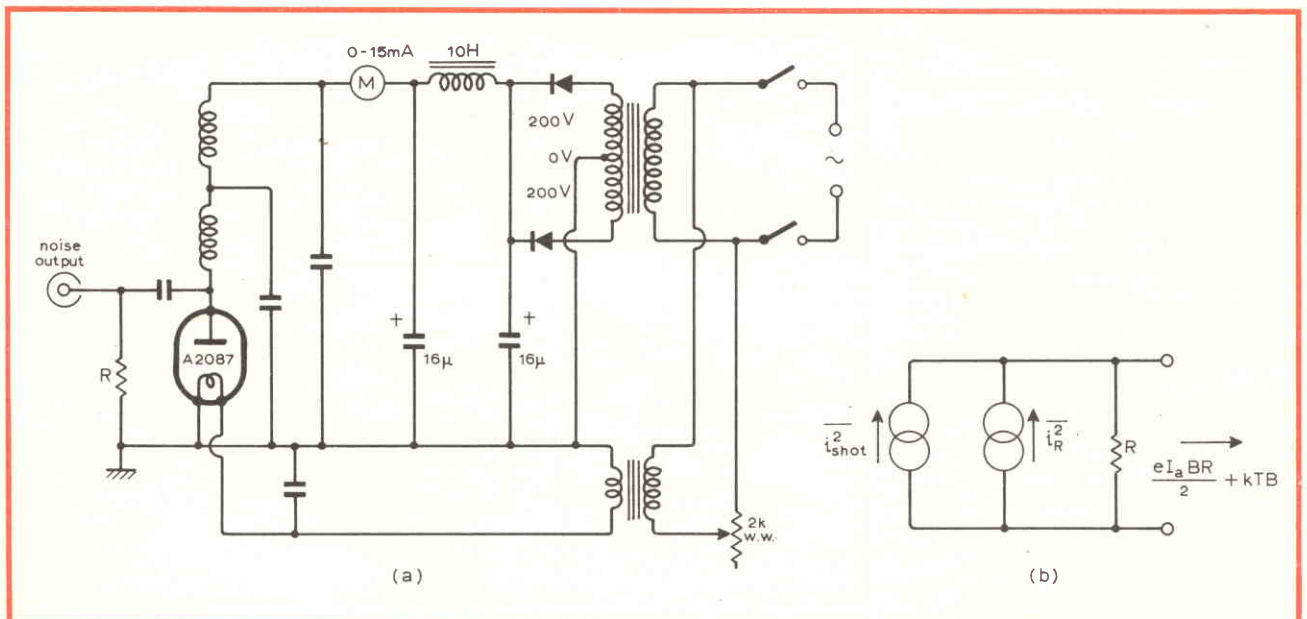 0-15mA
10H
M
200V
0V
200V
~
noise
output
A2087
R
+
16μ
+
16μ
2k
w.w.
(a)
i²shot
i²R
R
eIaBR/2 + kTB
(b)